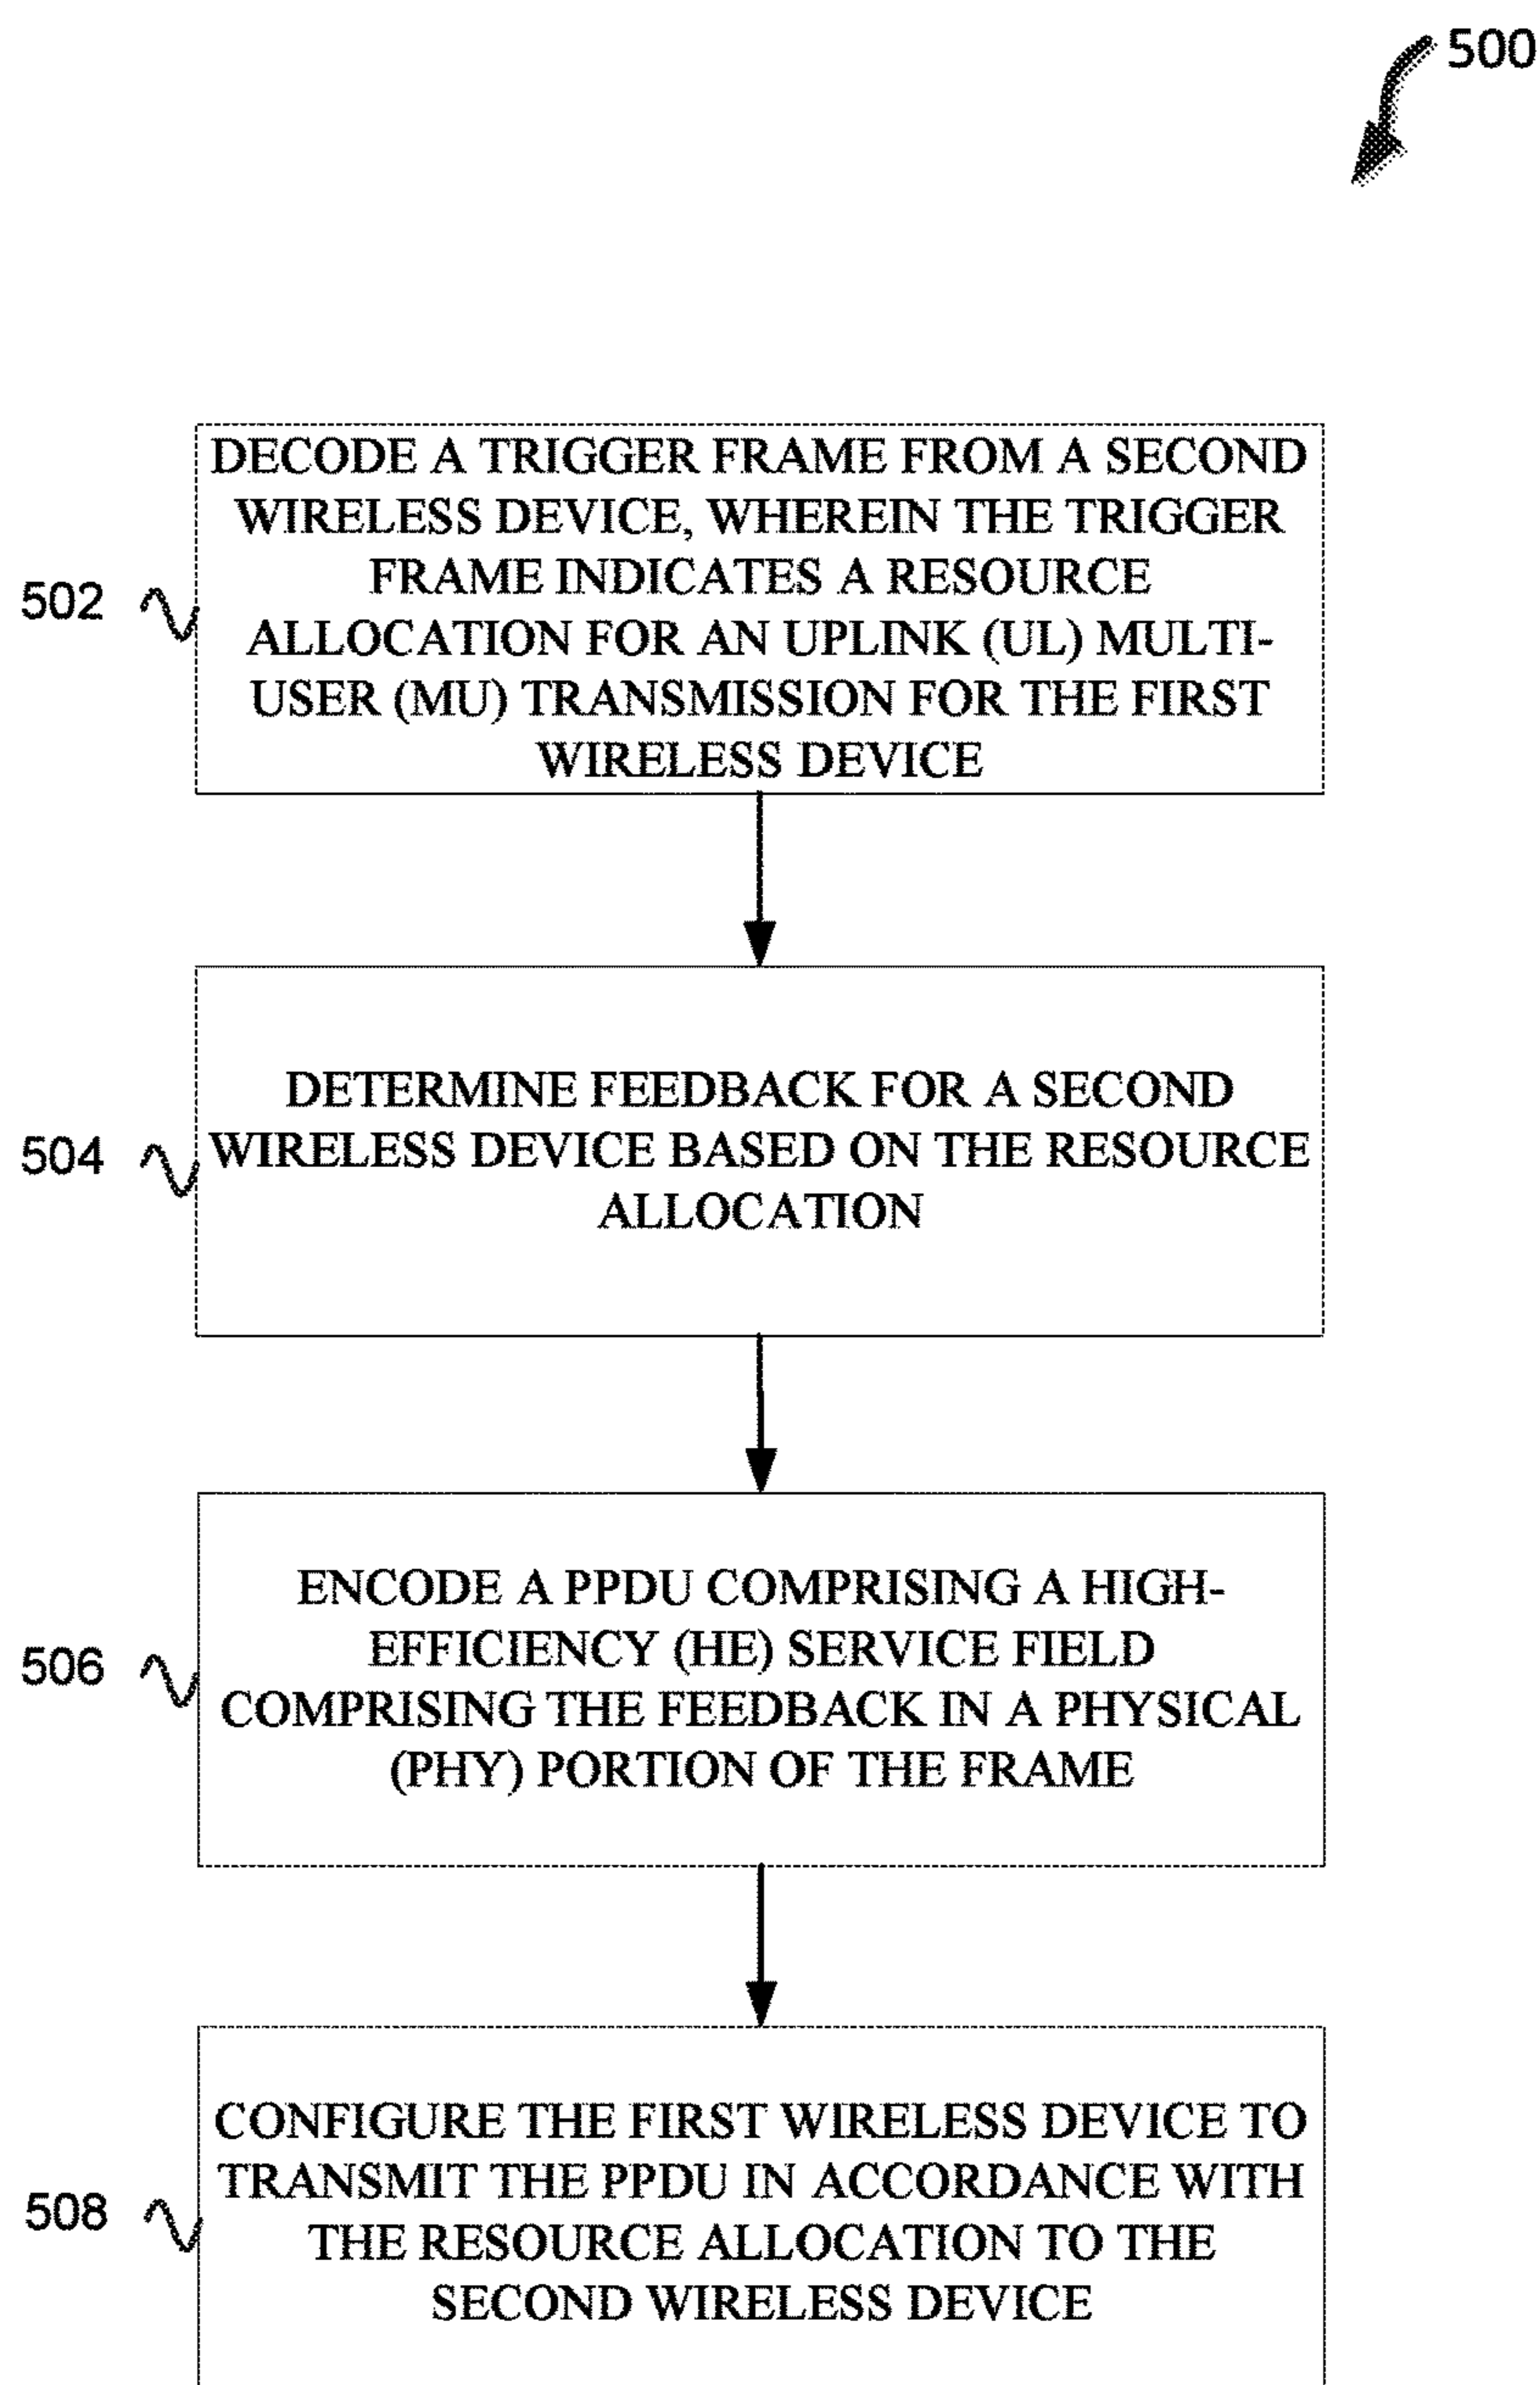 500
DECODE A TRIGGER FRAME FROM A SECOND
WIRELESS DEVICE, WHEREIN THE TRIGGER
FRAME INDICATES A RESOURCE
ALLOCATION FOR AN UPLINK (UL) MULTI-
USER (MU) TRANSMISSION FOR THE FIRST
WIRELESS DEVICE
502
DETERMINE FEEDBACK FOR A SECOND
WIRELESS DEVICE BASED ON THE RESOURCE
ALLOCATION
504
ENCODE A PPDU COMPRISING A HIGH-
EFFICIENCY (HE) SERVICE FIELD
COMPRISING THE FEEDBACK IN A PHYSICAL
(PHY) PORTION OF THE FRAME
506
CONFIGURE THE FIRST WIRELESS DEVICE TO
TRANSMIT THE PPDU IN ACCORDANCE WITH
THE RESOURCE ALLOCATION TO THE
SECOND WIRELESS DEVICE
508